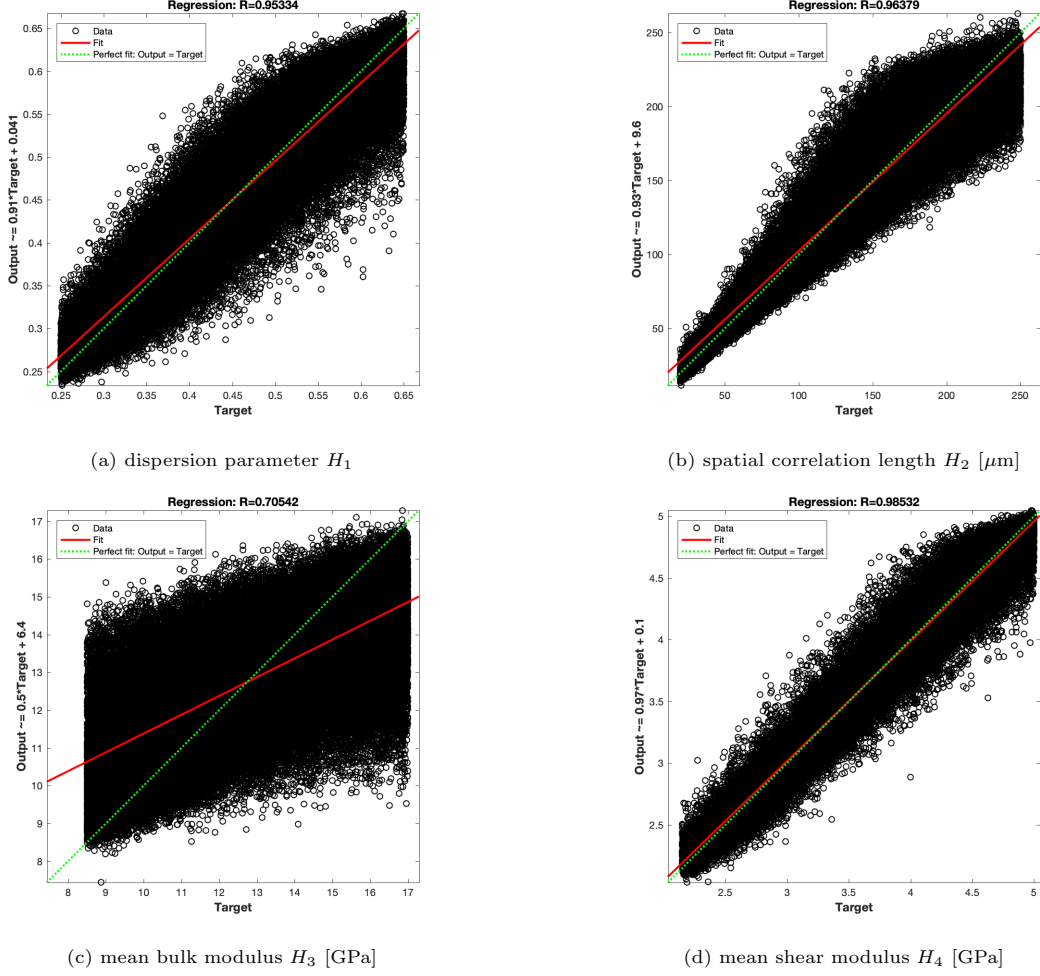 Regression: R=0.95334
Data
Fit
Perfect fit: Output = Target
Output ~= 0.91*Target + 0.041
0.65
0.6
0.55
0.5
0.45
0.4
0.35
0.3
0.25
0.25 0.3 0.35 0.4 0.45 0.5 0.55 0.6 0.65
Target
(a) dispersion parameter H₁
Regression: R=0.96379
Data
Fit
Perfect fit: Output = Target
Output ~= 0.93*Target + 9.6
250
200
150
100
50
50 100 150 200 250
Target
(b) spatial correlation length H₂ [μm]
Regression: R=0.70542
Data
Fit
Perfect fit: Output = Target
Output ~= 0.5*Target + 6.4
17
16
15
14
13
12
11
10
9
8
8 9 10 11 12 13 14 15 16 17
Target
(c) mean bulk modulus H₃ [GPa]
Regression: R=0.98532
Data
Fit
Perfect fit: Output = Target
Output ~= 0.97*Target + 0.1
5
4.5
4
3.5
3
2.5
2.5 3 3.5 4 4.5 5
Target
(d) mean shear modulus H₄ [GPa]